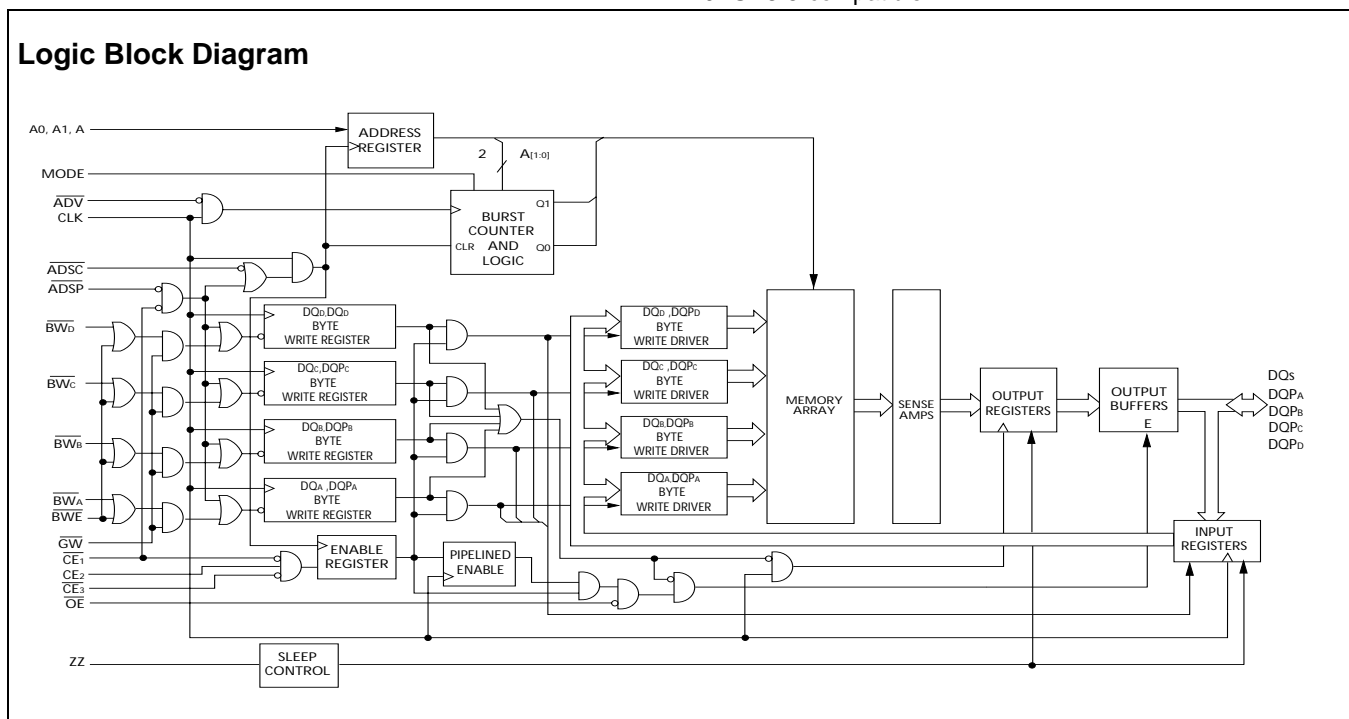 Logic Block Diagram
A0, A1, A
ADDRESS
REGISTER
2
A[1:0]
MODE
ADV
CLK
BURST
COUNTER
AND
LOGIC
Q1
CLR
Q0
ADSC
ADSP
BWD
DQD,DQD
BYTE
WRITE REGISTER
DQD ,DQPD
BYTE
WRITE DRIVER
BWC
DQC,DQPC
BYTE
WRITE REGISTER
DQC ,DQPC
BYTE
WRITE DRIVER
BWB
DQB,DQPB
BYTE
WRITE REGISTER
DQB,DQPB
BYTE
WRITE DRIVER
BWA
BWE
DQA ,DQPA
BYTE
WRITE REGISTER
DQA,DQPA
BYTE
WRITE DRIVER
MEMORY
ARRAY
SENSE
AMPS
OUTPUT
REGISTERS
OUTPUT
BUFFERS
E
DQs
DQPA
DQPB
DQPC
DQPD
GW
CE1
CE2
CE3
OE
ENABLE
REGISTER
PIPELINED
ENABLE
INPUT
REGISTERS
ZZ
SLEEP
CONTROL